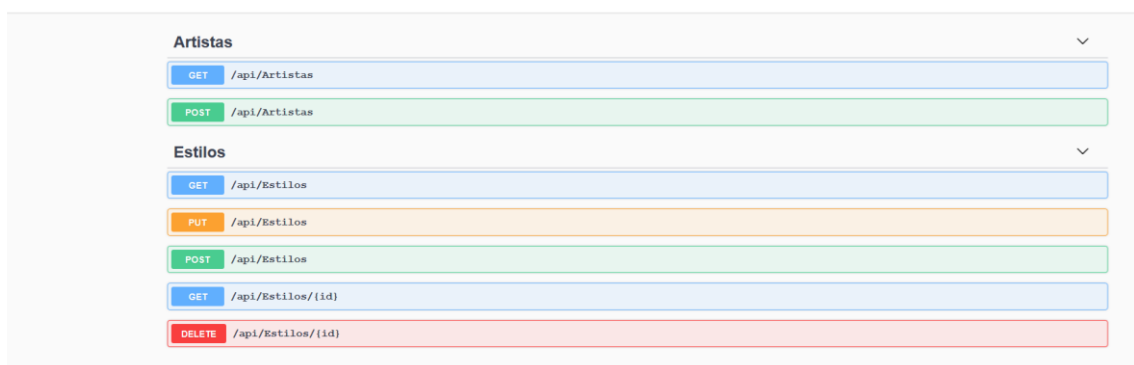 Artistas
GET /api/Artistas
POST /api/Artistas
Estilos
GET /api/Estilos
PUT /api/Estilos
POST /api/Estilos
GET /api/Estilos/{id}
DELETE /api/Estilos/{id}